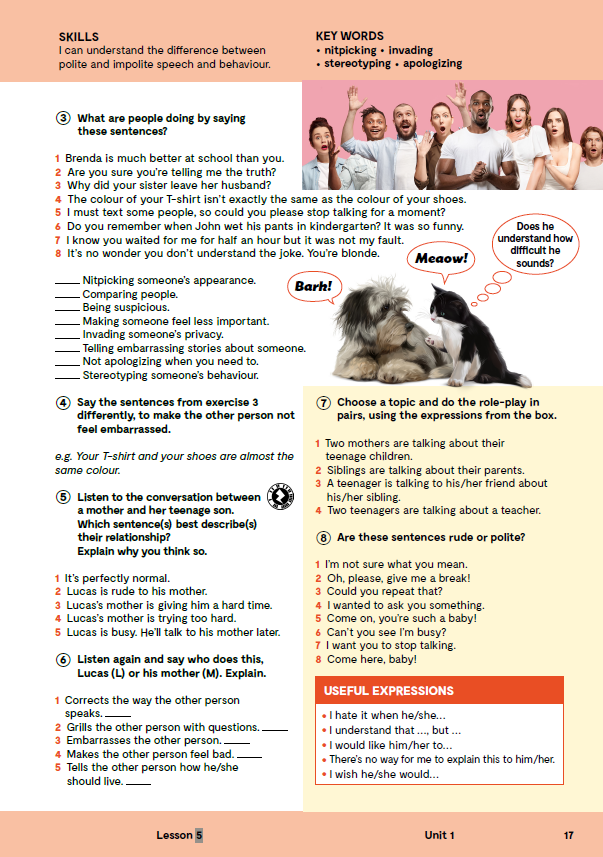 SKILLS
I can understand the difference between
polite and impolite speech and behaviour.
KEY WORDS
• nitpicking • invading
• stereotyping • apologizing
3 What are people doing by saying
these sentences?
1 Brenda is much better at school than you.
2 Are you sure you're telling me the truth?
3 Why did your sister leave her husband?
4 The colour of your T-shirt isn't exactly the same as the colour of your shoes.
5 I must text some people, so could you please stop talking for a moment?
6 Do you remember when John wet his pants in kindergarten? It was so funny.
7 I know you waited for me for half an hour but it was not my fault.
8 It's no wonder you don't understand the joke. You're blonde.
____ Nitpicking someone's appearance.
____ Comparing people.
____ Being suspicious.
____ Making someone feel less important.
____ Invading someone's privacy.
____ Telling embarrassing stories about someone.
____ Not apologizing when you need to.
____ Stereotyping someone's behaviour.
Bark!
Meaow!
Does he
understand how
difficult he
sounds?
4 Say the sentences from exercise 3
differently, to make the other person not
feel embarrassed.
e.g. Your T-shirt and your shoes are almost the
same colour.
5 Listen to the conversation between
a mother and her teenage son.
Which sentence(s) best describe(s)
their relationship?
Explain why you think so.
1 It's perfectly normal.
2 Lucas is rude to his mother.
3 Lucas's mother is giving him a hard time.
4 Lucas's mother is trying too hard.
5 Lucas is busy. He'll talk to his mother later.
6 Listen again and say who does this,
Lucas (L) or his mother (M). Explain.
1 Corrects the way the other person
speaks. ____
2 Grills the other person with questions. ____
3 Embarrasses the other person. ____
4 Makes the other person feel bad. ____
5 Tells the other person how he/she
should live. ____
7 Choose a topic and do the role-play in
pairs, using the expressions from the box.
1 Two mothers are talking about their
teenage children.
2 Siblings are talking about their parents.
3 A teenager is talking to his/her friend about
his/her sibling.
4 Two teenagers are talking about a teacher.
8 Are these sentences rude or polite?
1 I'm not sure what you mean.
2 Oh, please, give me a break!
3 Could you repeat that?
4 I wanted to ask you something.
5 Come on, you're such a baby!
6 Can't you see I'm busy?
7 I want you to stop talking.
8 Come here, baby!
USEFUL EXPRESSIONS
• I hate it when he/she...
• I understand that ..., but ...
• I would like him/her to...
• There's no way for me to explain this to him/her.
• I wish he/she would...
Lesson 5
Unit 1
17